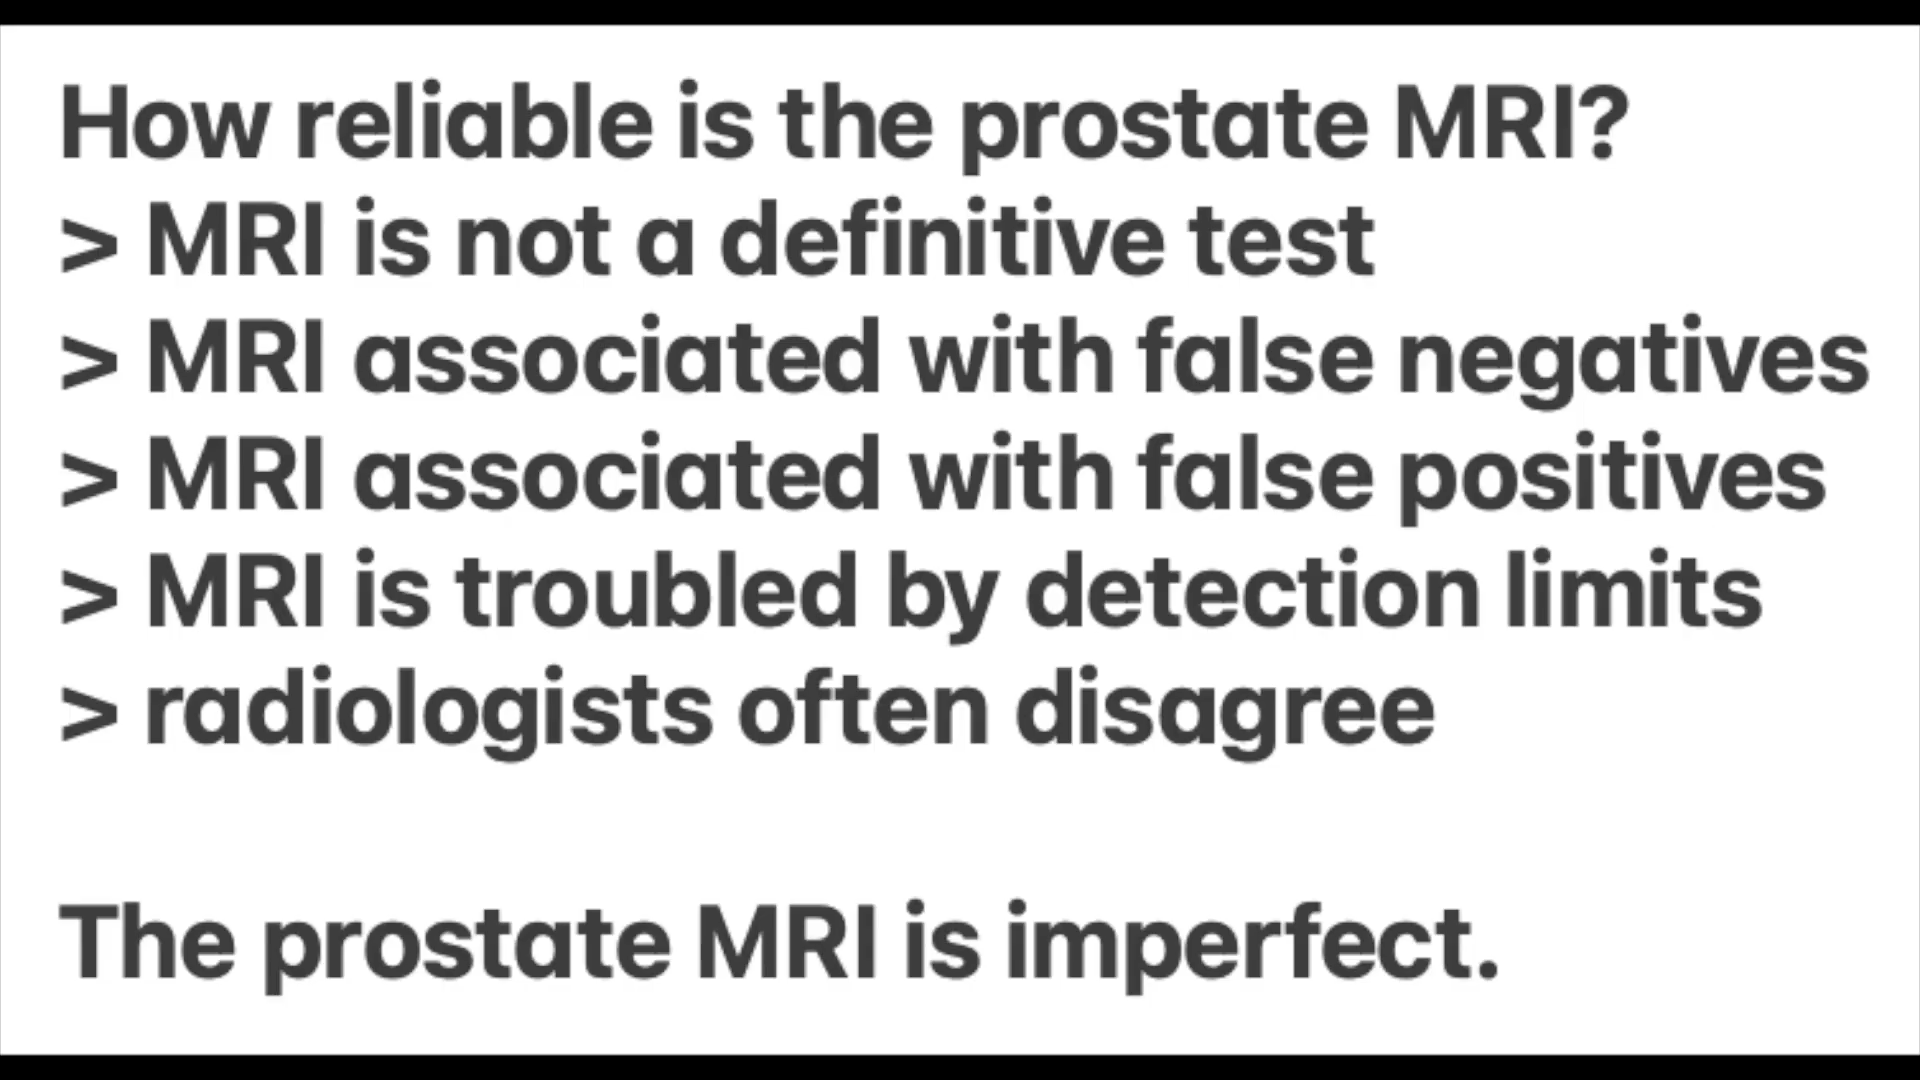 How reliable is the prostate MRI?
> MRI is not a definitive test
> MRI associated with false negatives
> MRI associated with false positives
> MRI is troubled by detection limits
> radiologists often disagree
The prostate MRI is imperfect.